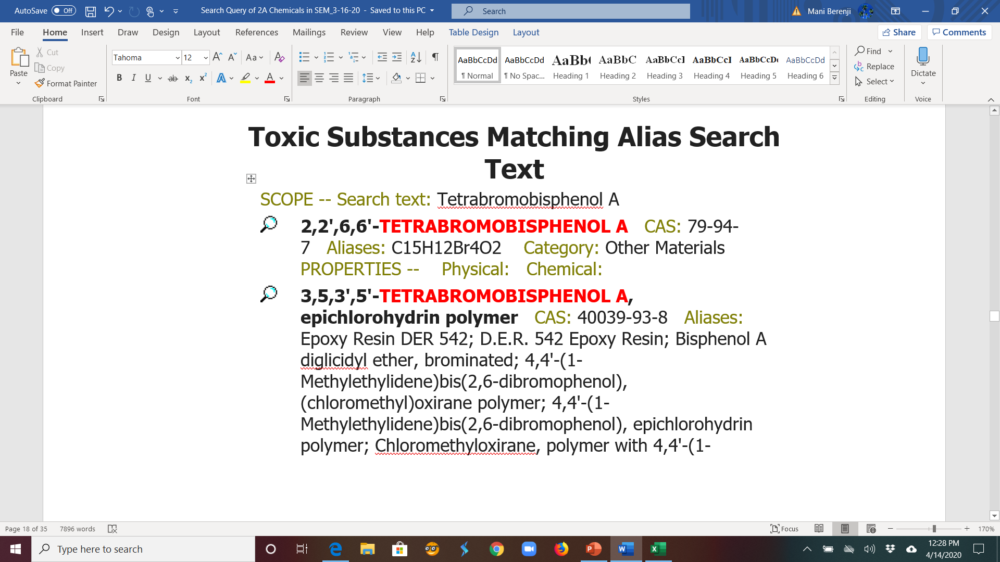 AutoSave Off Search Query of 2A Chemicals in SEM_3-16-20 - Saved to this PC Search Mani Berenji
File Home Insert Draw Design Layout References Mailings Review View Help Table Design Layout Share Comments
Paste Cut Copy Format Painter
Clipboard
Tahoma 12 Aa
B I U ab x2 x2 A A
Font
Paragraph
AaBbCcDd AaBbCcDd AaBb( AaBbC AaBbCcI AaBbCcI AaBbCcDc AaBbCcDd
¶ Normal ¶ No Spac... Heading 1 Heading 2 Heading 3 Heading 4 Heading 5 Heading 6
Styles
Find
Replace
Select
Editing
Dictate
Voice
Toxic Substances Matching Alias Search
Text
SCOPE -- Search text: Tetrabromobisphenol A
2,2',6,6'-TETRABROMOBISPHENOL A CAS: 79-94-
7 Aliases: C15H12Br4O2 Category: Other Materials
PROPERTIES -- Physical: Chemical:
3,5,3',5'-TETRABROMOBISPHENOL A,
epichlorohydrin polymer CAS: 40039-93-8 Aliases:
Epoxy Resin DER 542; D.E.R. 542 Epoxy Resin; Bisphenol A
diglicidyl ether, brominated; 4,4'-(1-
Methylethylidene)bis(2,6-dibromophenol),
(chloromethyl)oxirane polymer; 4,4'-(1-
Methylethylidene)bis(2,6-dibromophenol), epichlorohydrin
polymer; Chloromethyloxirane, polymer with 4,4'-(1-
Page 18 of 35 7896 words Focus 170%
Type here to search
12:28 PM
4/14/2020